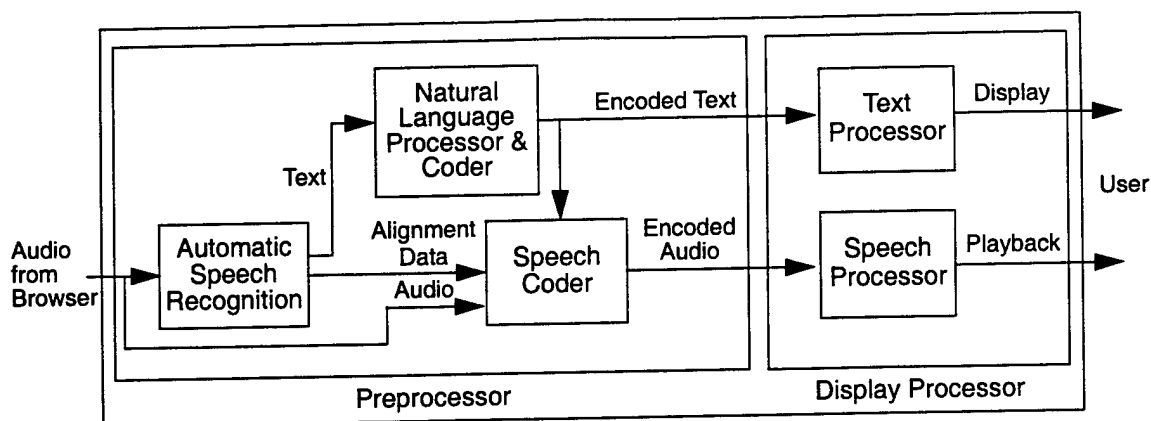 Natural
Language
Processor &
Coder
Encoded Text
Text
Processor
Display
Text
User
Audio
from
Browser
Automatic
Speech
Recognition
Alignment
Data
Audio
Speech
Coder
Encoded
Audio
Speech
Processor
Playback
Preprocessor
Display Processor